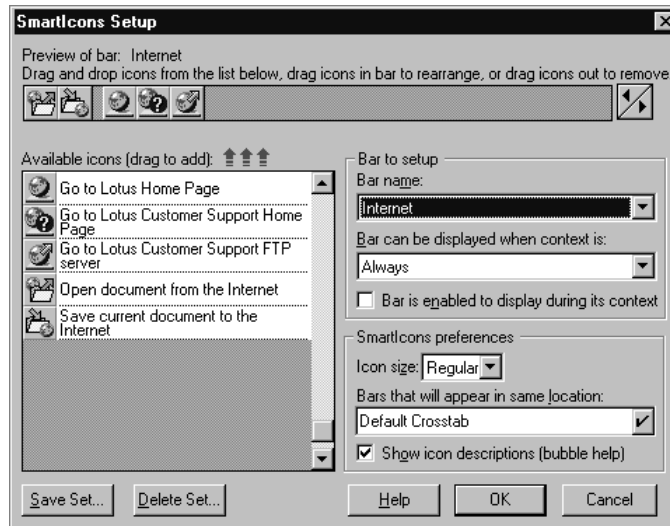 SmartIcons Setup
Preview of bar: Internet
Drag and drop icons from the list below, drag icons in bar to rearrange, or drag icons out to remove
Available icons (drag to add):
Go to Lotus Home Page
Go to Lotus Customer Support Home
Page
Go to Lotus Customer Support FTP
server
Open document from the Internet
Save current document to the
Internet
Bar to setup
Bar name:
Internet
Bar can be displayed when context is:
Always
Bar is enabled to display during its context
SmartIcons preferences
Icon size: Regular
Bars that will appear in same location:
Default Crosstab
Show icon descriptions (bubble help)
Save Set... Delete Set... Help OK Cancel